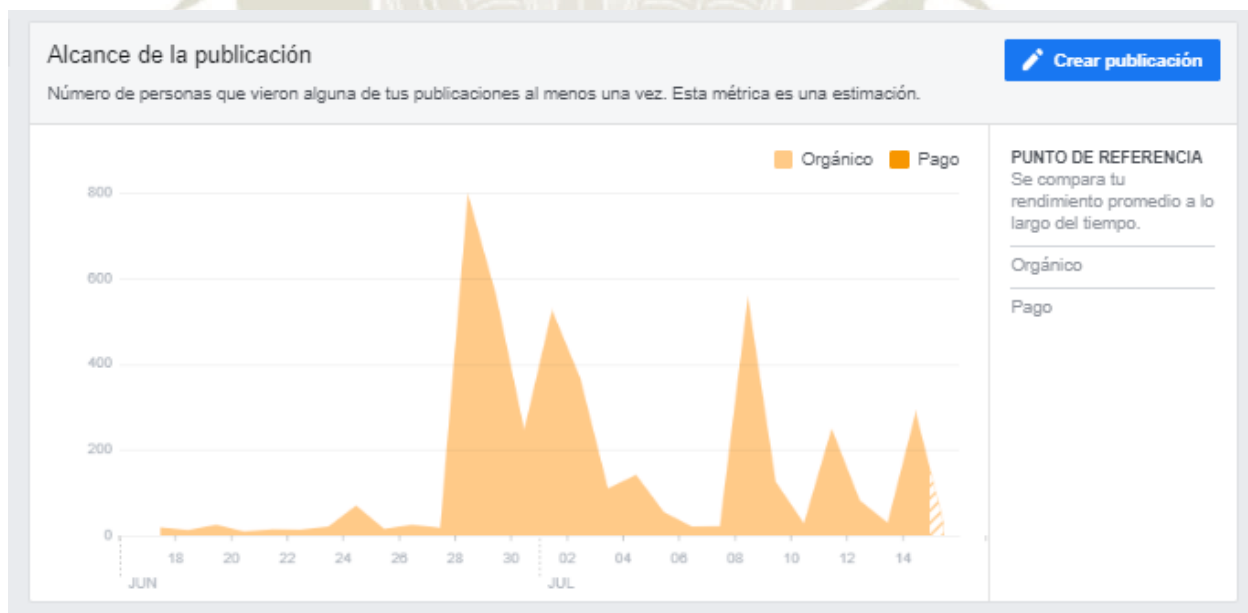 Alcance de la publicación
Crear publicación
Número de personas que vieron alguna de tus publicaciones al menos una vez. Esta métrica es una estimación.
Orgánico Pago
800
600
400
200
0
18 20 22 24 26 28 30 02 04 06 08 10 12 14
JUN JUL
PUNTO DE REFERENCIA
Se compara tu
rendimiento promedio a lo
largo del tiempo.
Orgánico
Pago